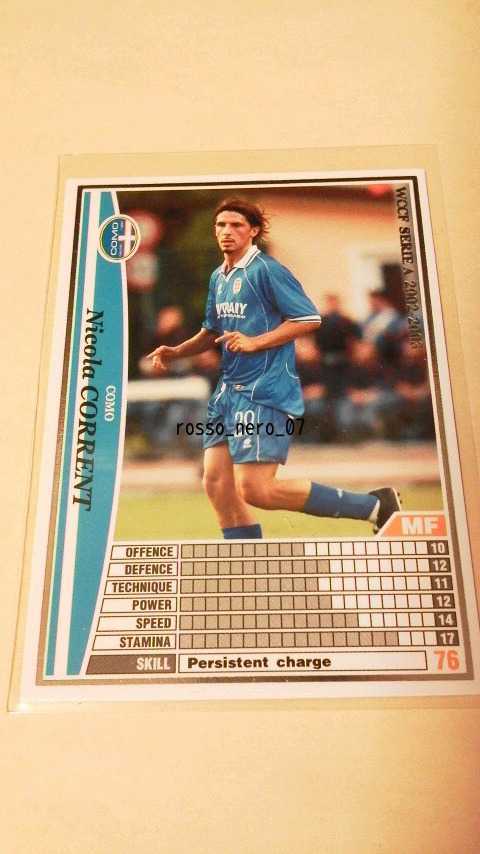 WCCF SERIE A 2002-2003
COMO
Nicola CORRENT
COMO
20
rosso_nero_07
MF
OFFENCE 10
DEFENCE 12
TECHNIQUE 11
POWER 12
SPEED 14
STAMINA 17
SKILL Persistent charge 76